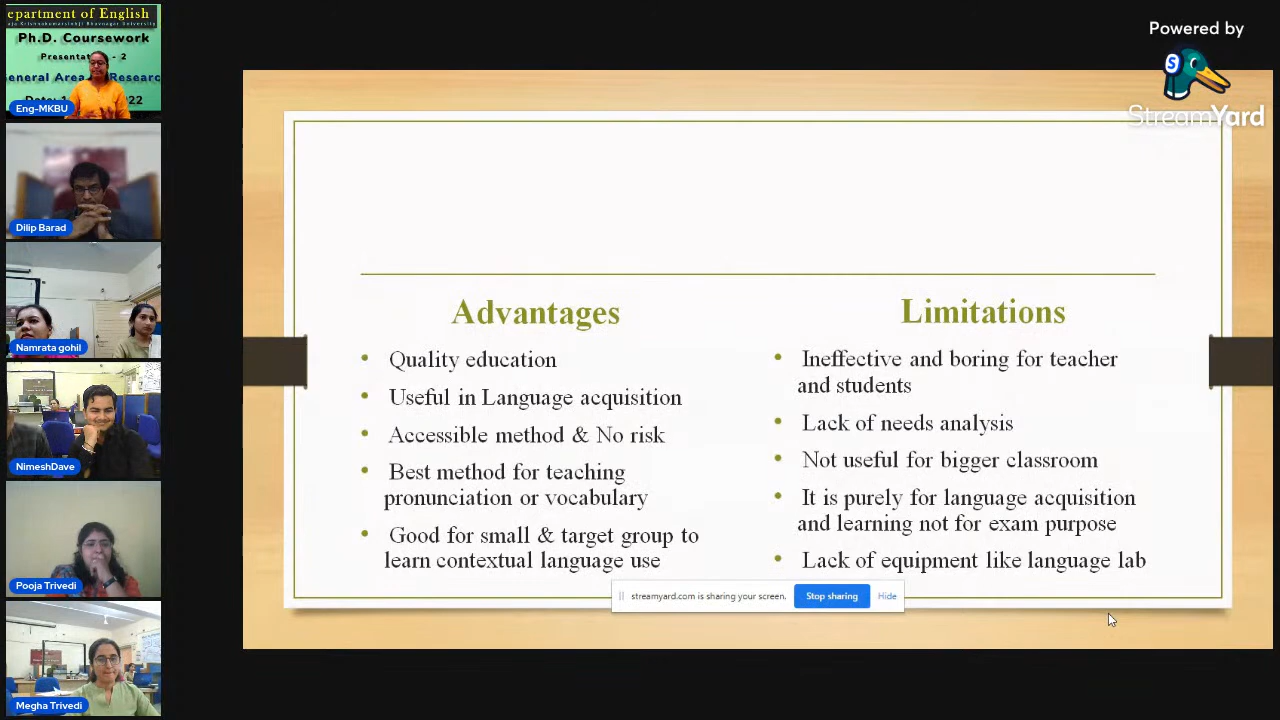 epartment of English
Ph.D. Coursework
Eng-MKBU
Dilip Barad
Namrata gohil
NimeshDave
Pooja Trivedi
Megha Trivedi
Powered by
S
StreamYard
Advantages
• Quality education
• Useful in Language acquisition
• Accessible method & No risk
• Best method for teaching
pronunciation or vocabulary
• Good for small & target group to
learn contextual language use
Limitations
• Ineffective and boring for teacher
and students
• Lack of needs analysis
• Not useful for bigger classroom
• It is purely for language acquisition
and learning not for exam purpose
• Lack of equipment like language lab
streamyard.com is sharing your screen.
Stop sharing
Hide